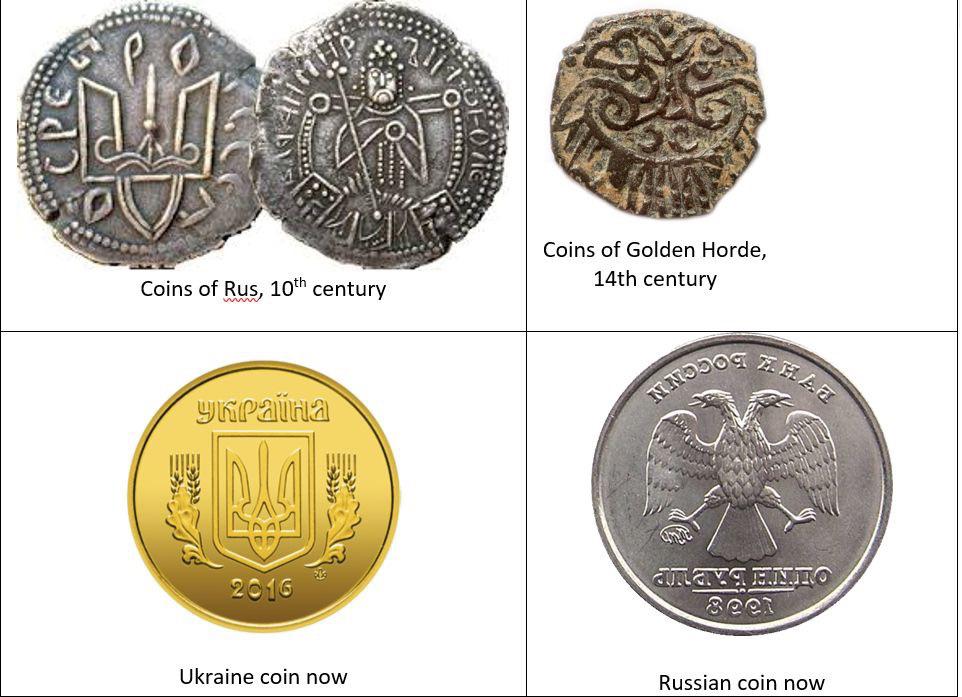 Coins of Rus, 10th century
Coins of Golden Horde,
14th century
УКРАЇНА
2016
БАНК РОССИИ
ОДИН РУБЛЬ
1998
Ukraine coin now
Russian coin now